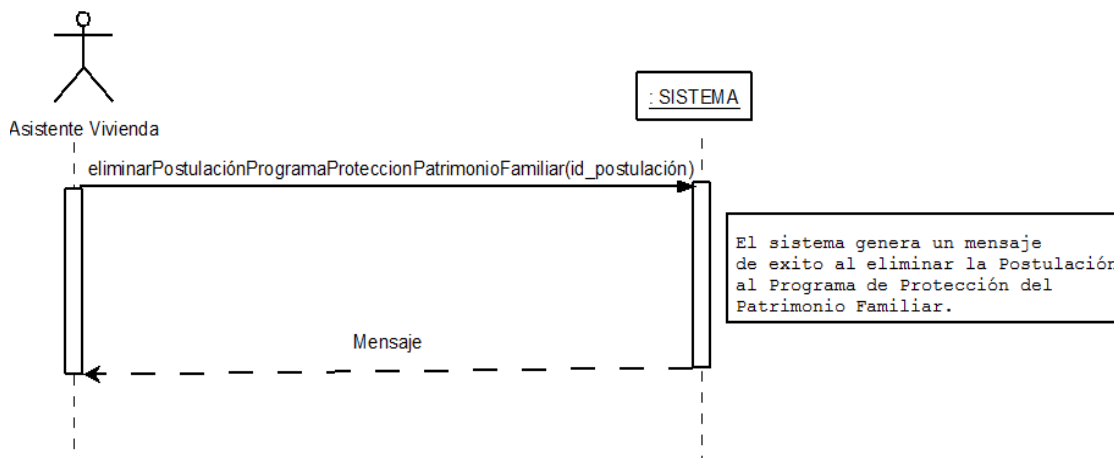 : SISTEMA
Asistente Vivienda
eliminarPostulaciónProgramaProteccionPatrimonioFamiliar(id_postulación)
El sistema genera un mensaje
de exito al eliminar la Postulación
al Programa de Protección del
Patrimonio Familiar.
Mensaje